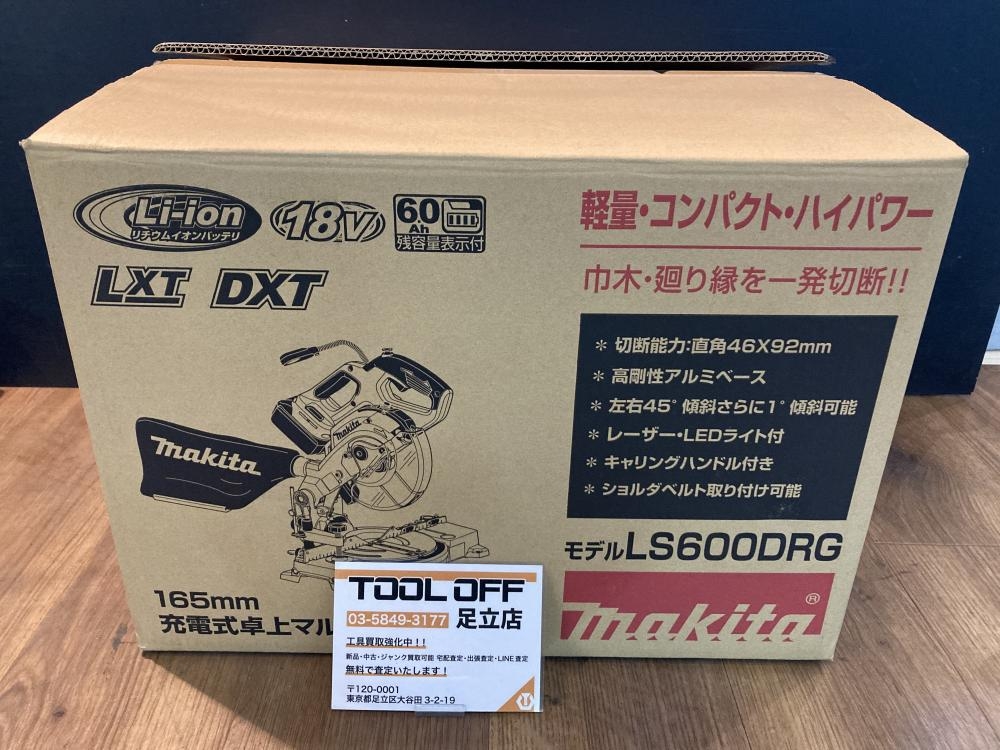 Li-ion
リチウムイオンバッテリ
18V
6.0
Ah
残容量表示付
LXT DXT
makita
makita
165mm
充電式卓上マル
軽量・コンパクト・ハイパワー
巾木・廻り縁を一発切断!!
＊ 切断能力:直角46X92mm
＊ 高剛性アルミベース
＊ 左右45°傾斜さらに1°傾斜可能
＊ レーザー・LEDライト付
＊ キャリングハンドル付き
＊ ショルダベルト取り付け可能
モデルLS600DRG
makita®
TOOL OFF
03-5849-3177 足立店
工具買取強化中！！
新品・中古・ジャンク買取可能 宅配査定・出張査定・LINE査定
無料で査定いたします！
〒120-0001
東京都足立区大谷田 3-2-19